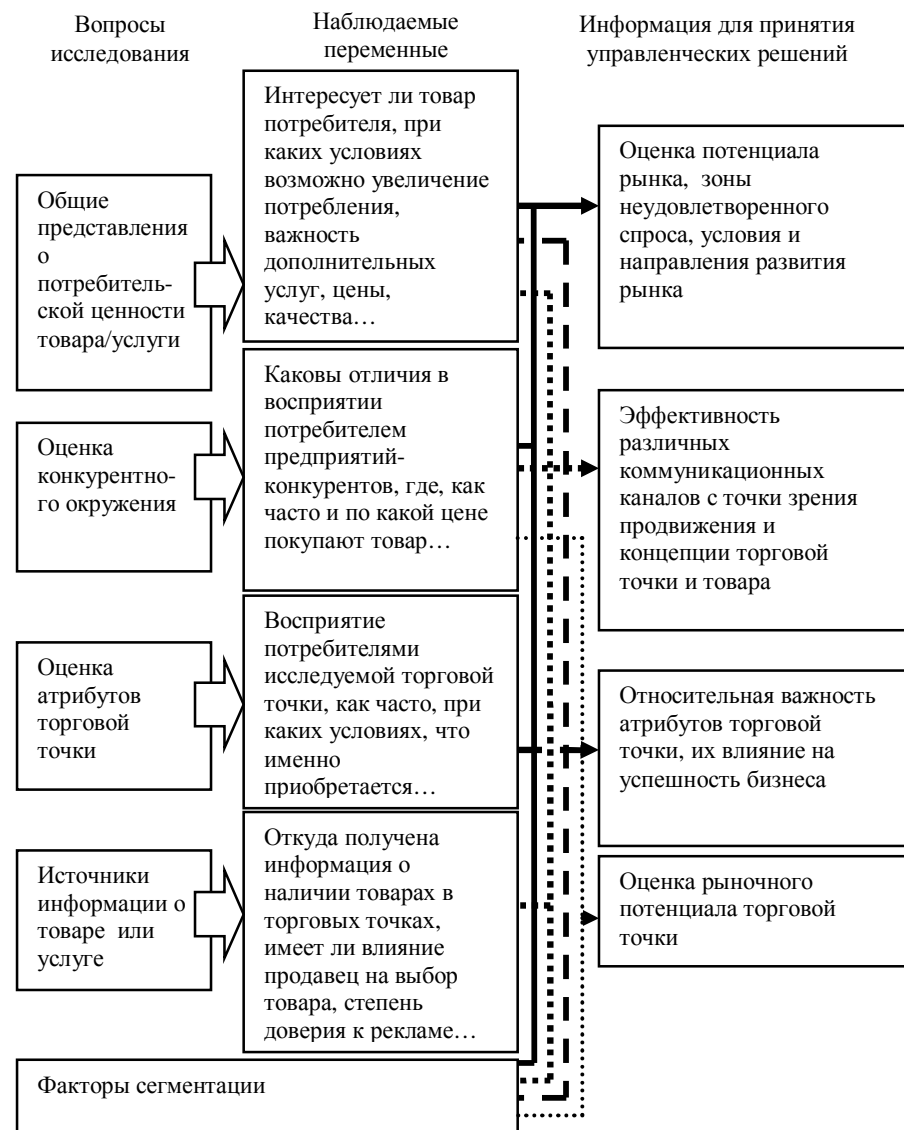 Вопросы
исследования
Наблюдаемые
переменные
Информация для принятия
управленческих решений
Общие
представления
о
потребитель-
ской ценности
товара/услуги
Интересует ли товар
потребителя, при
каких условиях
возможно увеличение
потребления,
важность
дополнительных
услуг, цены,
качества…
Оценка потенциала
рынка, зоны
неудовлетворенного
спроса, условия и
направления развития
рынка
Оценка
конкурентно-
го окружения
Каковы отличия в
восприятии
потребителем
предприятий-
конкурентов, где, как
часто и по какой цене
покупают товар…
Эффективность
различных
коммуникационных
каналов с точки зрения
продвижения и
концепции торговой
точки и товара
Оценка
атрибутов
торговой
точки
Восприятие
потребителями
исследуемой торговой
точки, как часто, при
каких условиях, что
именно
приобретается…
Относительная важность
атрибутов торговой
точки, их влияние на
успешность бизнеса
Источники
информации о
товаре или
услуге
Откуда получена
информация о
наличии товарах в
торговых точках,
имеет ли влияние
продавец на выбор
товара, степень
доверия к рекламе…
Оценка рыночного
потенциала торговой
точки
Факторы сегментации